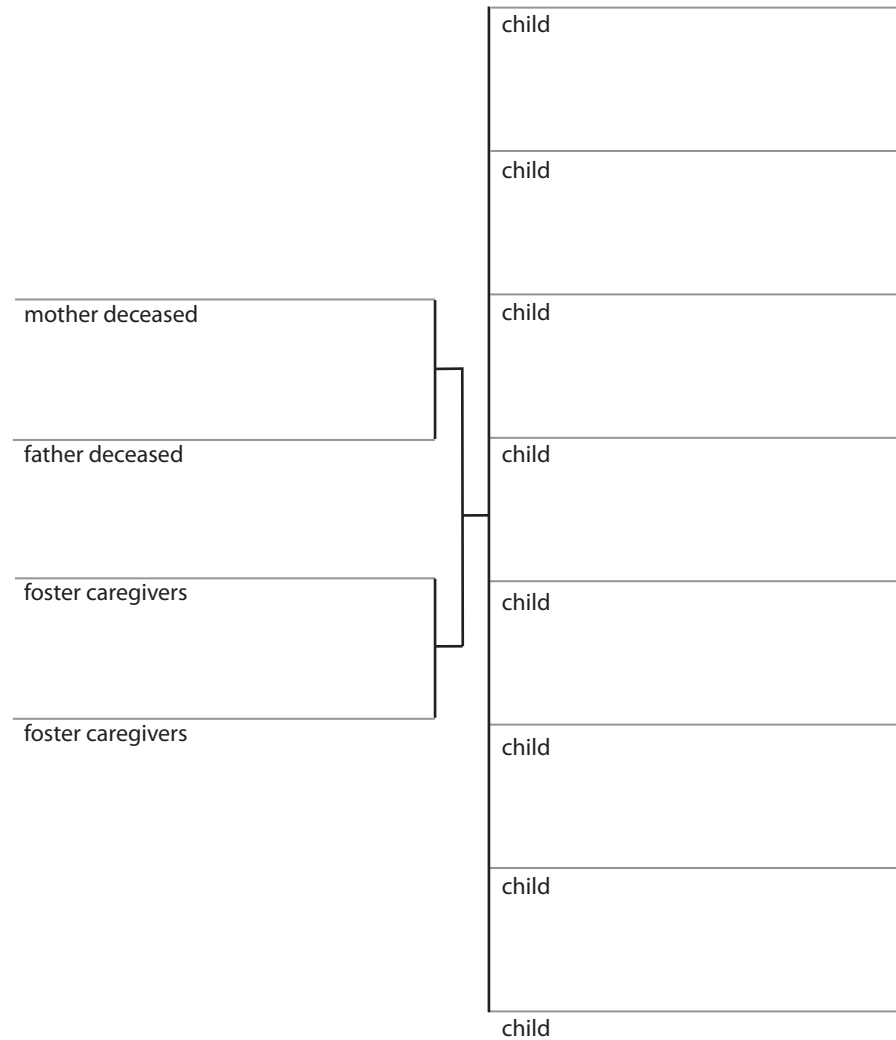 child
child
mother deceased
child
father deceased
child
foster caregivers
child
foster caregivers
child
child
child